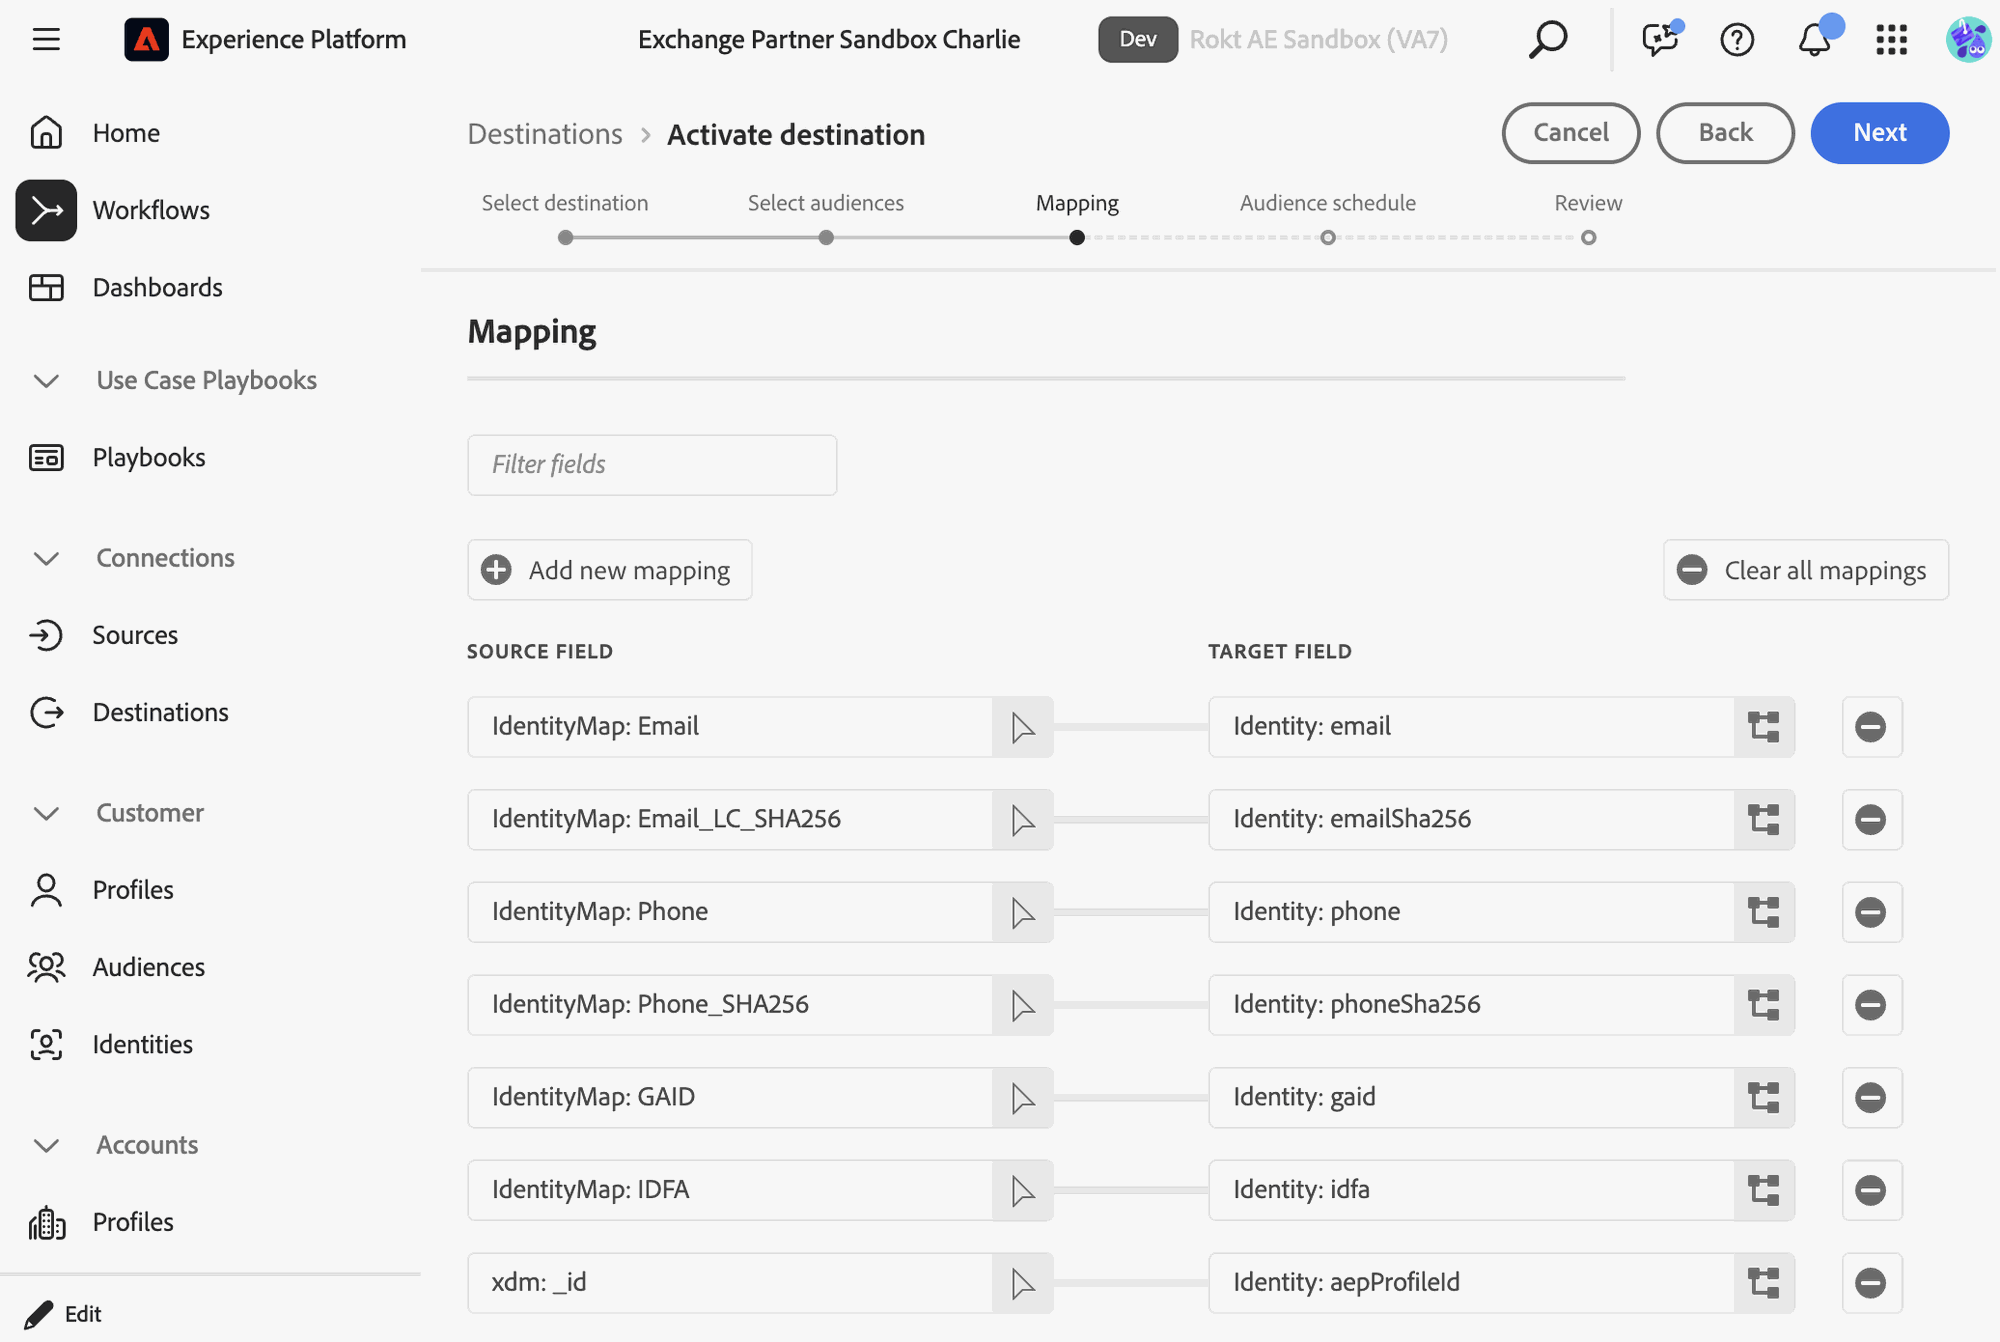 Experience Platform
Exchange Partner Sandbox Charlie
Dev
Rokt AE Sandbox (VA7)
Home
Workflows
Dashboards
Use Case Playbooks
Playbooks
Connections
Sources
Destinations
Customer
Profiles
Audiences
Identities
Accounts
Profiles
Edit
Destinations
Activate destination
Cancel
Back
Next
Select destination
Select audiences
Mapping
Audience schedule
Review
Mapping
Filter fields
Add new mapping
Clear all mappings
SOURCE FIELD
TARGET FIELD
IdentityMap: Email
Identity: email
IdentityMap: Email_LC_SHA256
Identity: emailSha256
IdentityMap: Phone
Identity: phone
IdentityMap: Phone_SHA256
Identity: phoneSha256
IdentityMap: GAID
Identity: gaid
IdentityMap: IDFA
Identity: idfa
xdm: _id
Identity: aepProfileId